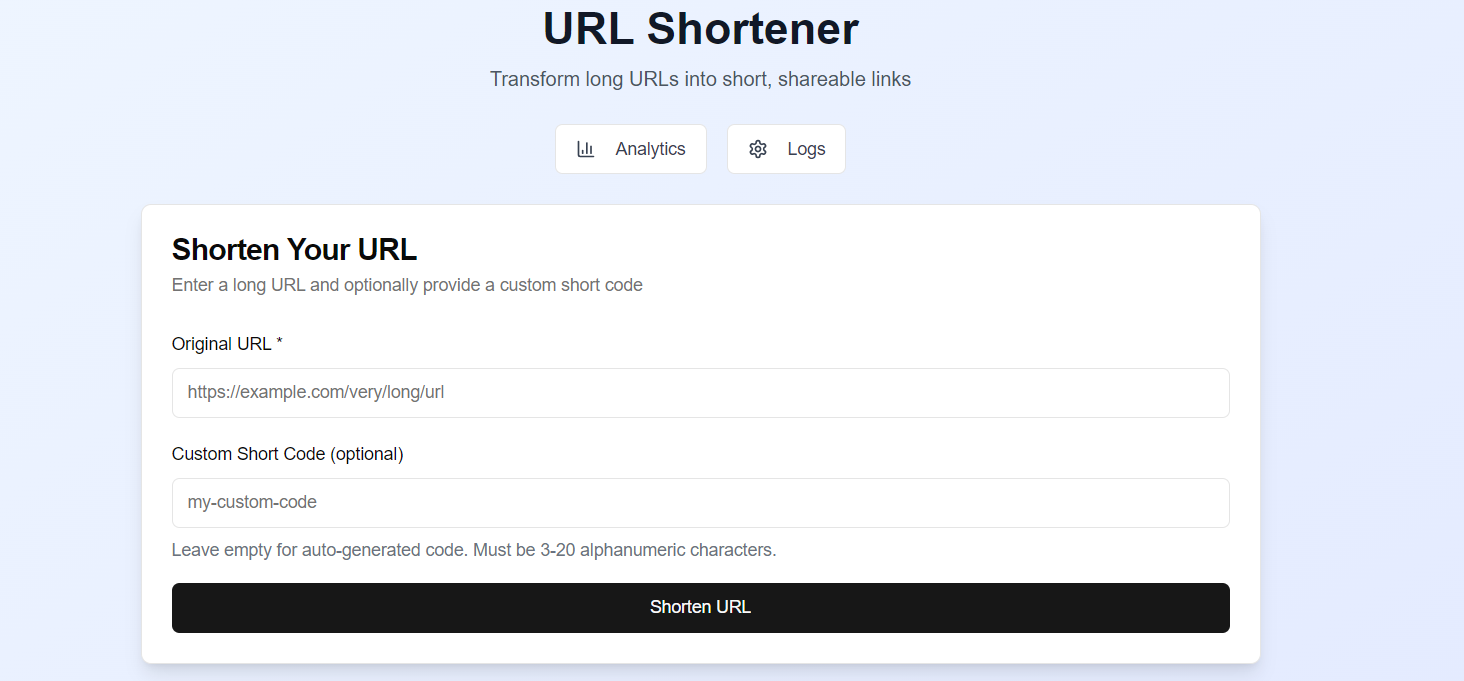 URL Shortener
Transform long URLs into short, shareable links
Analytics
Logs
Shorten Your URL
Enter a long URL and optionally provide a custom short code
Original URL *
https://example.com/very/long/url
Custom Short Code (optional)
my-custom-code
Leave empty for auto-generated code. Must be 3-20 alphanumeric characters.
Shorten URL